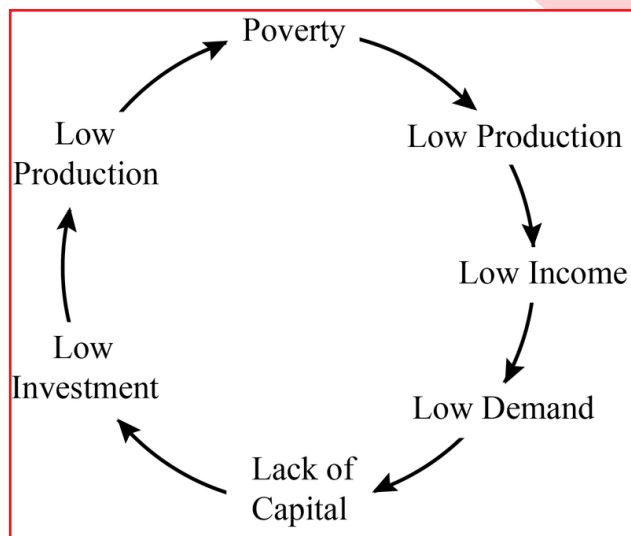 Poverty
Low Production
Low Income
Low Demand
Lack of
Capital
Low
Investment
Low
Production